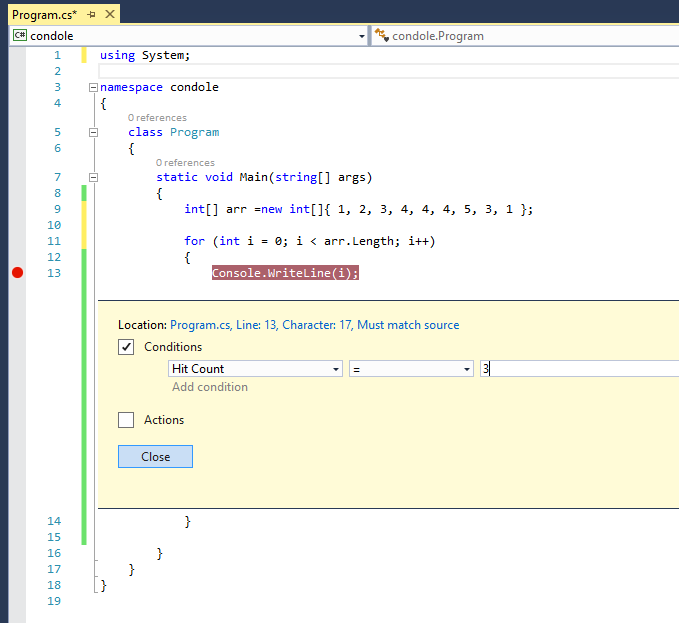 Program.cs*
C# condole condole.Program
1 using System;
2
3 namespace condole
4 {
0 references
5 class Program
6 {
0 references
7 static void Main(string[] args)
8 {
9 int[] arr =new int[]{ 1, 2, 3, 4, 4, 4, 5, 3, 1 };
10
11 for (int i = 0; i < arr.Length; i++)
12 {
13 Console.WriteLine(i);
Location: Program.cs, Line: 13, Character: 17, Must match source
Conditions
Hit Count = 3
Add condition
Actions
Close
14 }
15
16 }
17 }
18 }
19